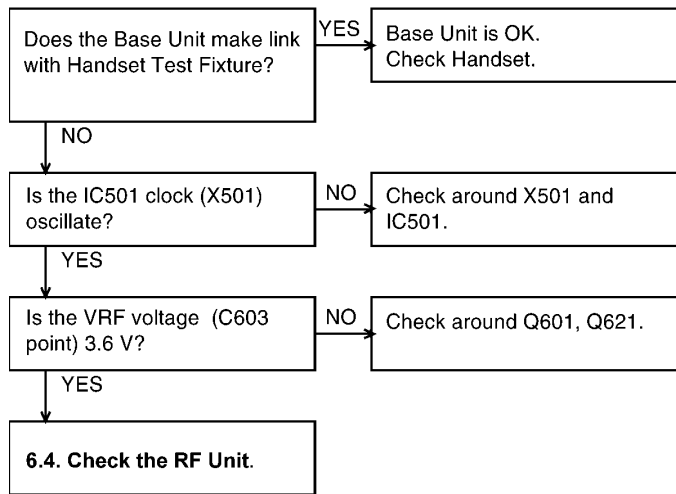 Does the Base Unit make link
with Handset Test Fixture?
YES
Base Unit is OK.
Check Handset.
NO
Is the IC501 clock (X501)
oscillate?
NO
Check around X501 and
IC501.
YES
Is the VRF voltage (C603
point) 3.6 V?
NO
Check around Q601, Q621.
YES
6.4. Check the RF Unit.